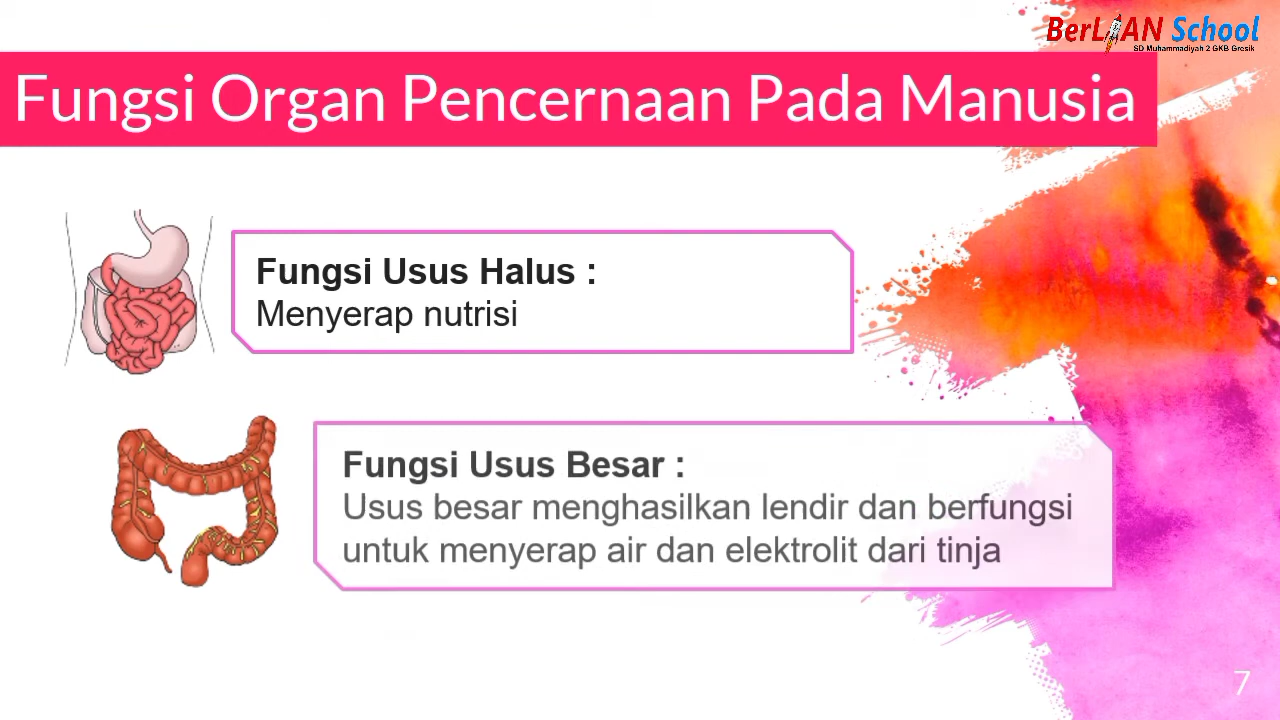 BerLIAN School
SD Muhammadiyah 2 GKB Gresik
Fungsi Organ Pencernaan Pada Manusia
Fungsi Usus Halus :
Menyerap nutrisi
Fungsi Usus Besar :
Usus besar menghasilkan lendir dan berfungsi
untuk menyerap air dan elektrolit dari tinja
7